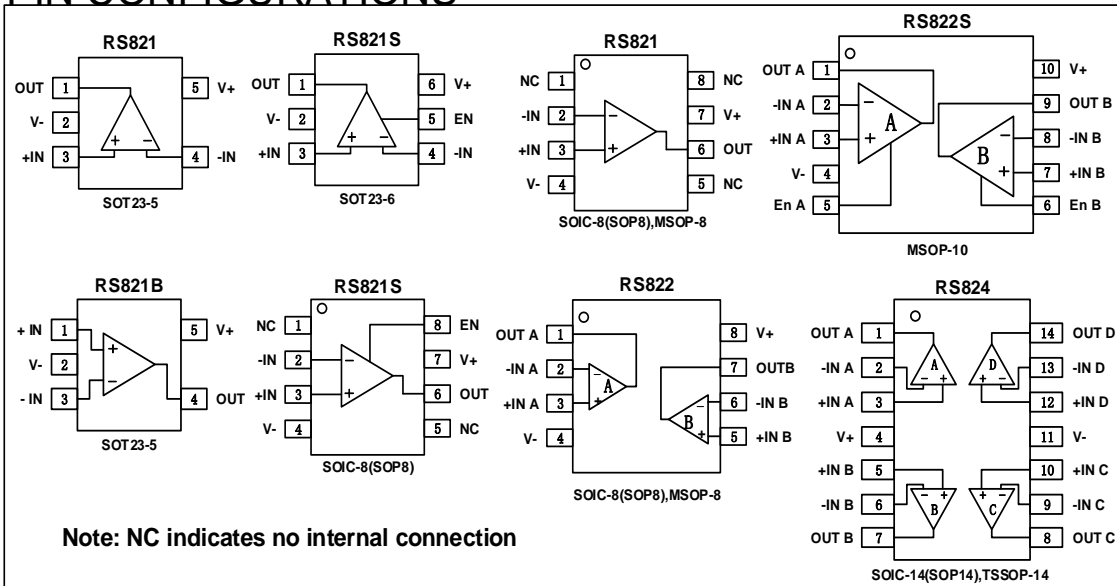 PIN CONFIGURATIONS
RS821
OUT 1
5 V+
V- 2
+IN 3
+ −
4 -IN
SOT23-5
RS821S
OUT 1
6 V+
V- 2
5 EN
+IN 3
+ −
4 -IN
SOT23-6
RS821
NC 1
8 NC
-IN 2
−
7 V+
+IN 3
+
6 OUT
V- 4
5 NC
SOIC-8(SOP8),MSOP-8
RS822S
OUT A 1
10 V+
-IN A 2
− A
9 OUT B
+IN A 3
+
B −
8 -IN B
V- 4
+
7 +IN B
En A 5
6 En B
MSOP-10
RS821B
+ IN 1
+
5 V+
V- 2
- IN 3
−
4 OUT
SOT23-5
RS821S
NC 1
8 EN
-IN 2
−
7 V+
+IN 3
+
6 OUT
V- 4
5 NC
SOIC-8(SOP8)
RS822
OUT A 1
8 V+
-IN A 2
− A
7 OUTB
+IN A 3
+
B −
6 -IN B
V- 4
+
5 +IN B
SOIC-8(SOP8),MSOP-8
RS824
OUT A 1
14 OUT D
-IN A 2
A − +
D + −
13 -IN D
+IN A 3
12 +IN D
V+ 4
11 V-
+IN B 5
10 +IN C
-IN B 6
− + B
+ − C
9 -IN C
OUT B 7
8 OUT C
SOIC-14(SOP14),TSSOP-14
Note: NC indicates no internal connection